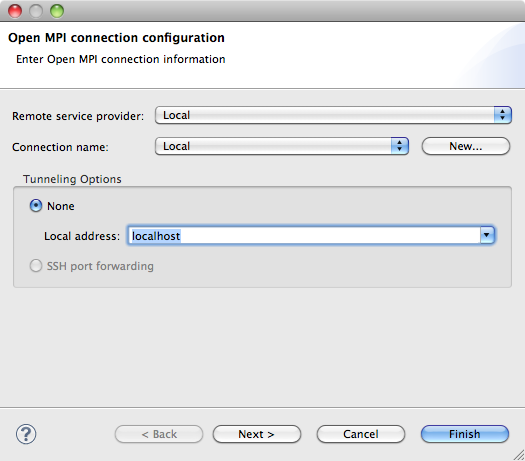 Open MPI connection configuration
Enter Open MPI connection information
Remote service provider: Local
Connection name: Local New...
Tunneling Options
None
Local address: localhost
SSH port forwarding
? < Back Next > Cancel Finish